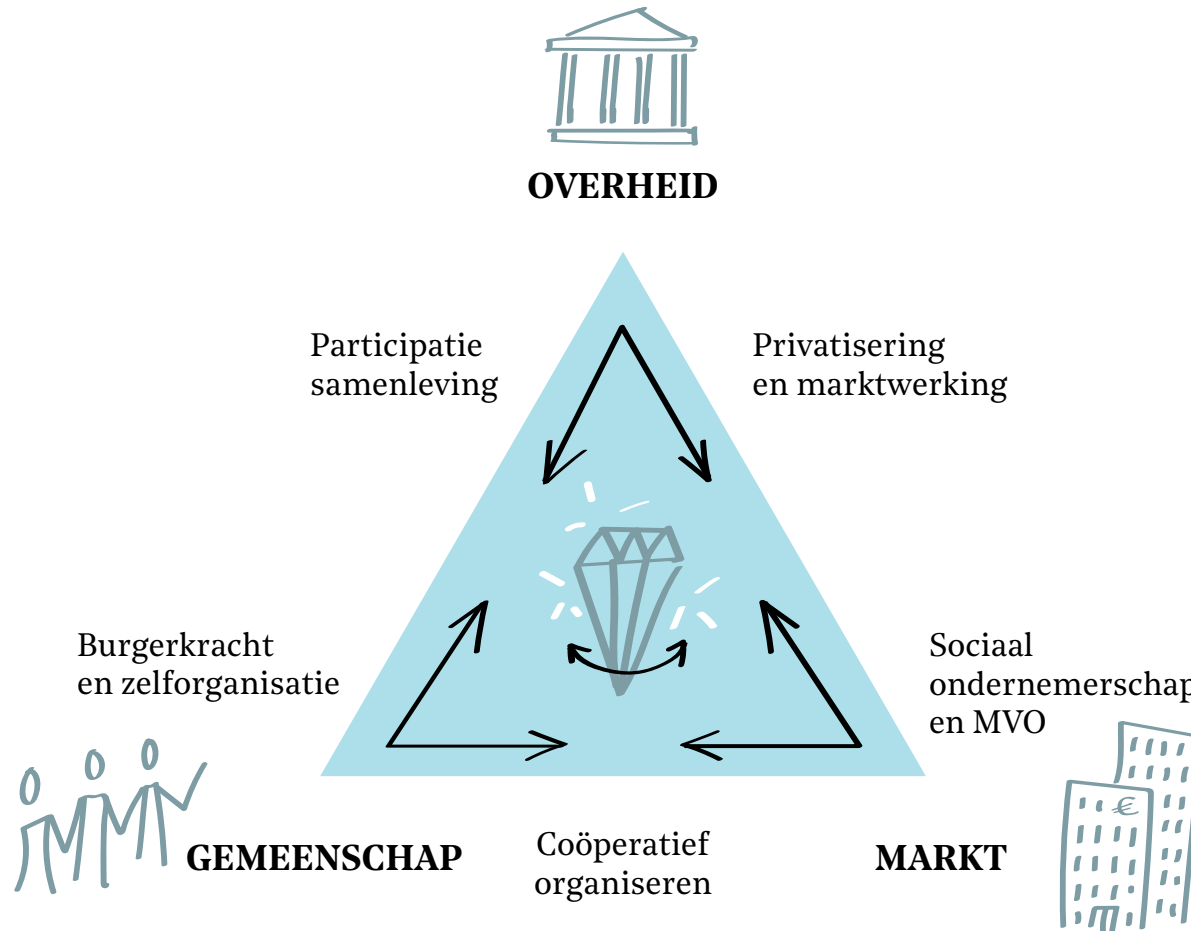 OVERHEID
Participatie
samenleving
Privatisering
en marktwerking
Burgerkracht
en zelforganisatie
Sociaal
ondernemerschap
en MVO
€
GEMEENSCHAP
Coöperatief
organiseren
MARKT